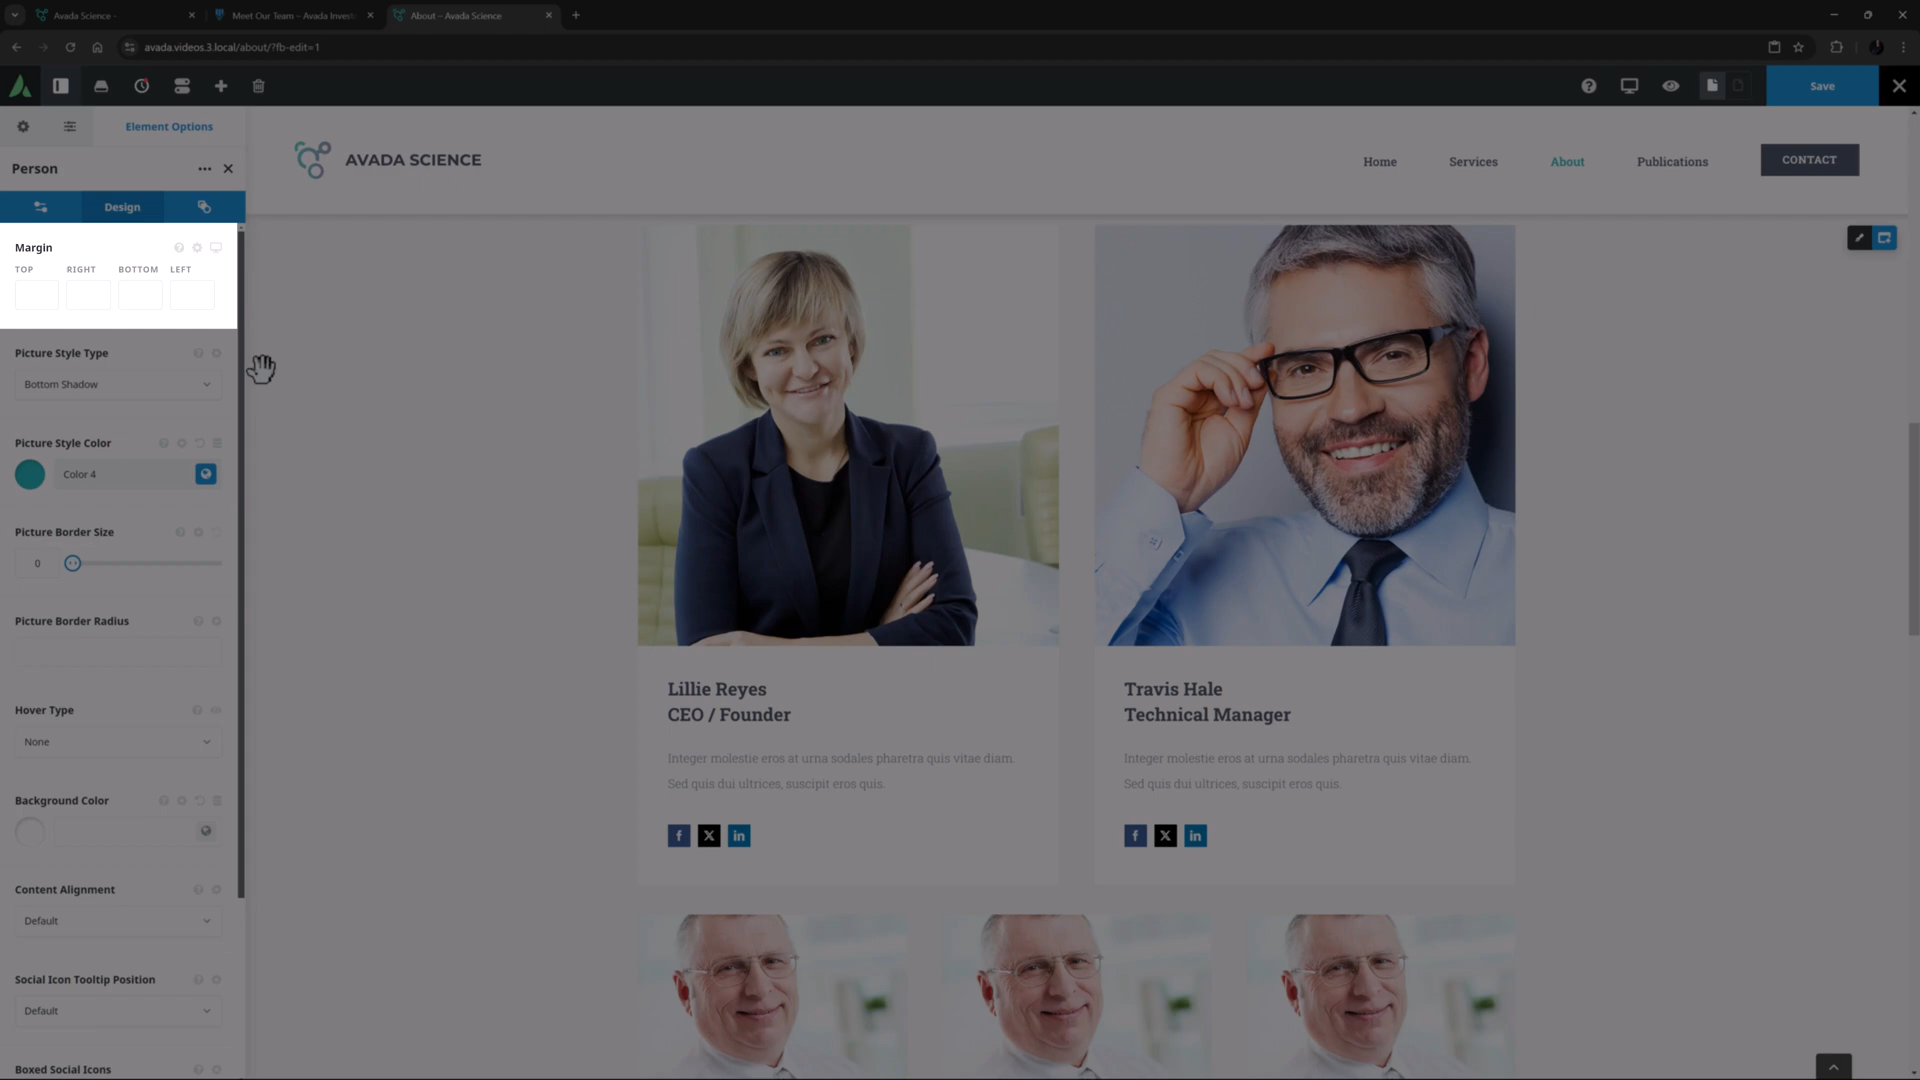 Avada Science -
Meet Our Team – Avada Invest
About – Avada Science
avada.videos.3.local/about/?fb-edit=1
Save
Element Options
Person
Design
Margin
TOP RIGHT BOTTOM LEFT
Picture Style Type
Bottom Shadow
Picture Style Color
Color 4
Picture Border Size
0
Picture Border Radius
Hover Type
None
Background Color
Content Alignment
Default
Social Icon Tooltip Position
Default
Boxed Social Icons
AVADA SCIENCE
Home Services About Publications CONTACT
Lillie Reyes
CEO / Founder
Integer molestie eros at urna sodales pharetra quis vitae diam.
Sed quis dui ultrices, suscipit eros quis.
f X in
Travis Hale
Technical Manager
Integer molestie eros at urna sodales pharetra quis vitae diam.
Sed quis dui ultrices, suscipit eros quis.
f X in